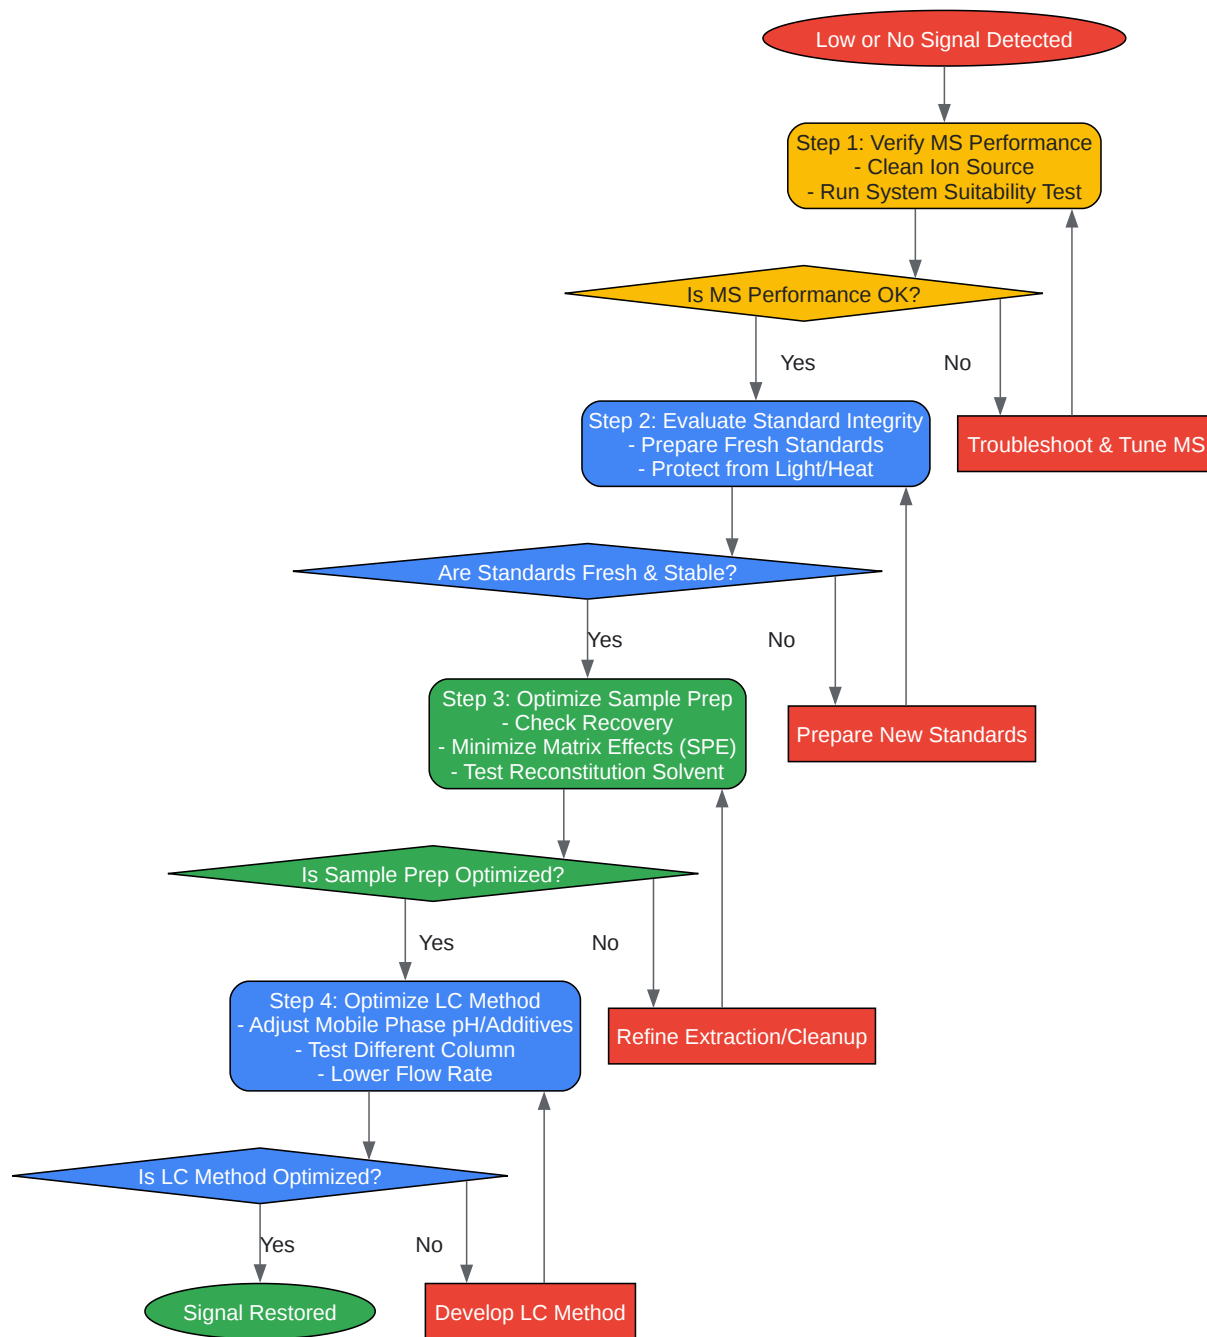 Low or No Signal Detected
Step 1: Verify MS Performance
- Clean Ion Source
- Run System Suitability Test
Is MS Performance OK?
Yes
No
Step 2: Evaluate Standard Integrity
- Prepare Fresh Standards
- Protect from Light/Heat
Troubleshoot & Tune MS
Are Standards Fresh & Stable?
Yes
No
Step 3: Optimize Sample Prep
- Check Recovery
- Minimize Matrix Effects (SPE)
- Test Reconstitution Solvent
Prepare New Standards
Is Sample Prep Optimized?
Yes
No
Step 4: Optimize LC Method
- Adjust Mobile Phase pH/Additives
- Test Different Column
- Lower Flow Rate
Refine Extraction/Cleanup
Is LC Method Optimized?
Yes
No
Signal Restored
Develop LC Method